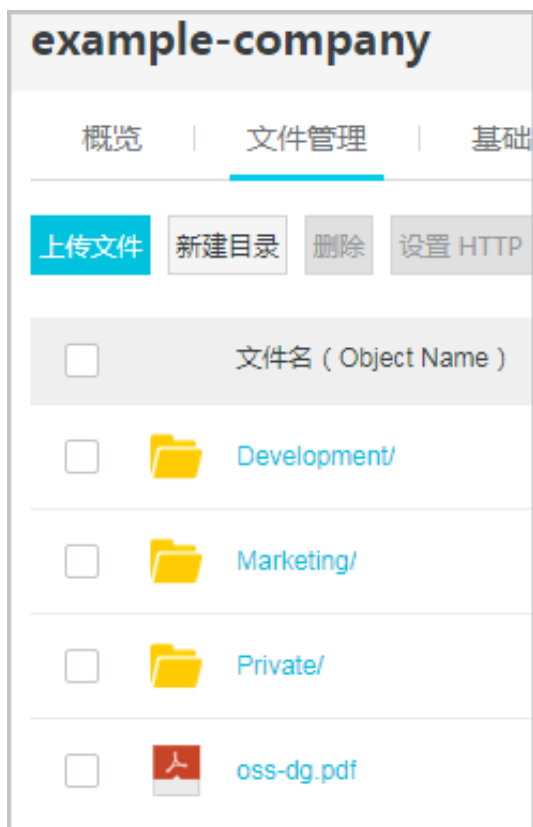 example-company
概览 文件管理 基础
上传文件 新建目录 删除 设置 HTTP
文件名（Object Name）
Development/
Marketing/
Private/
oss-dg.pdf